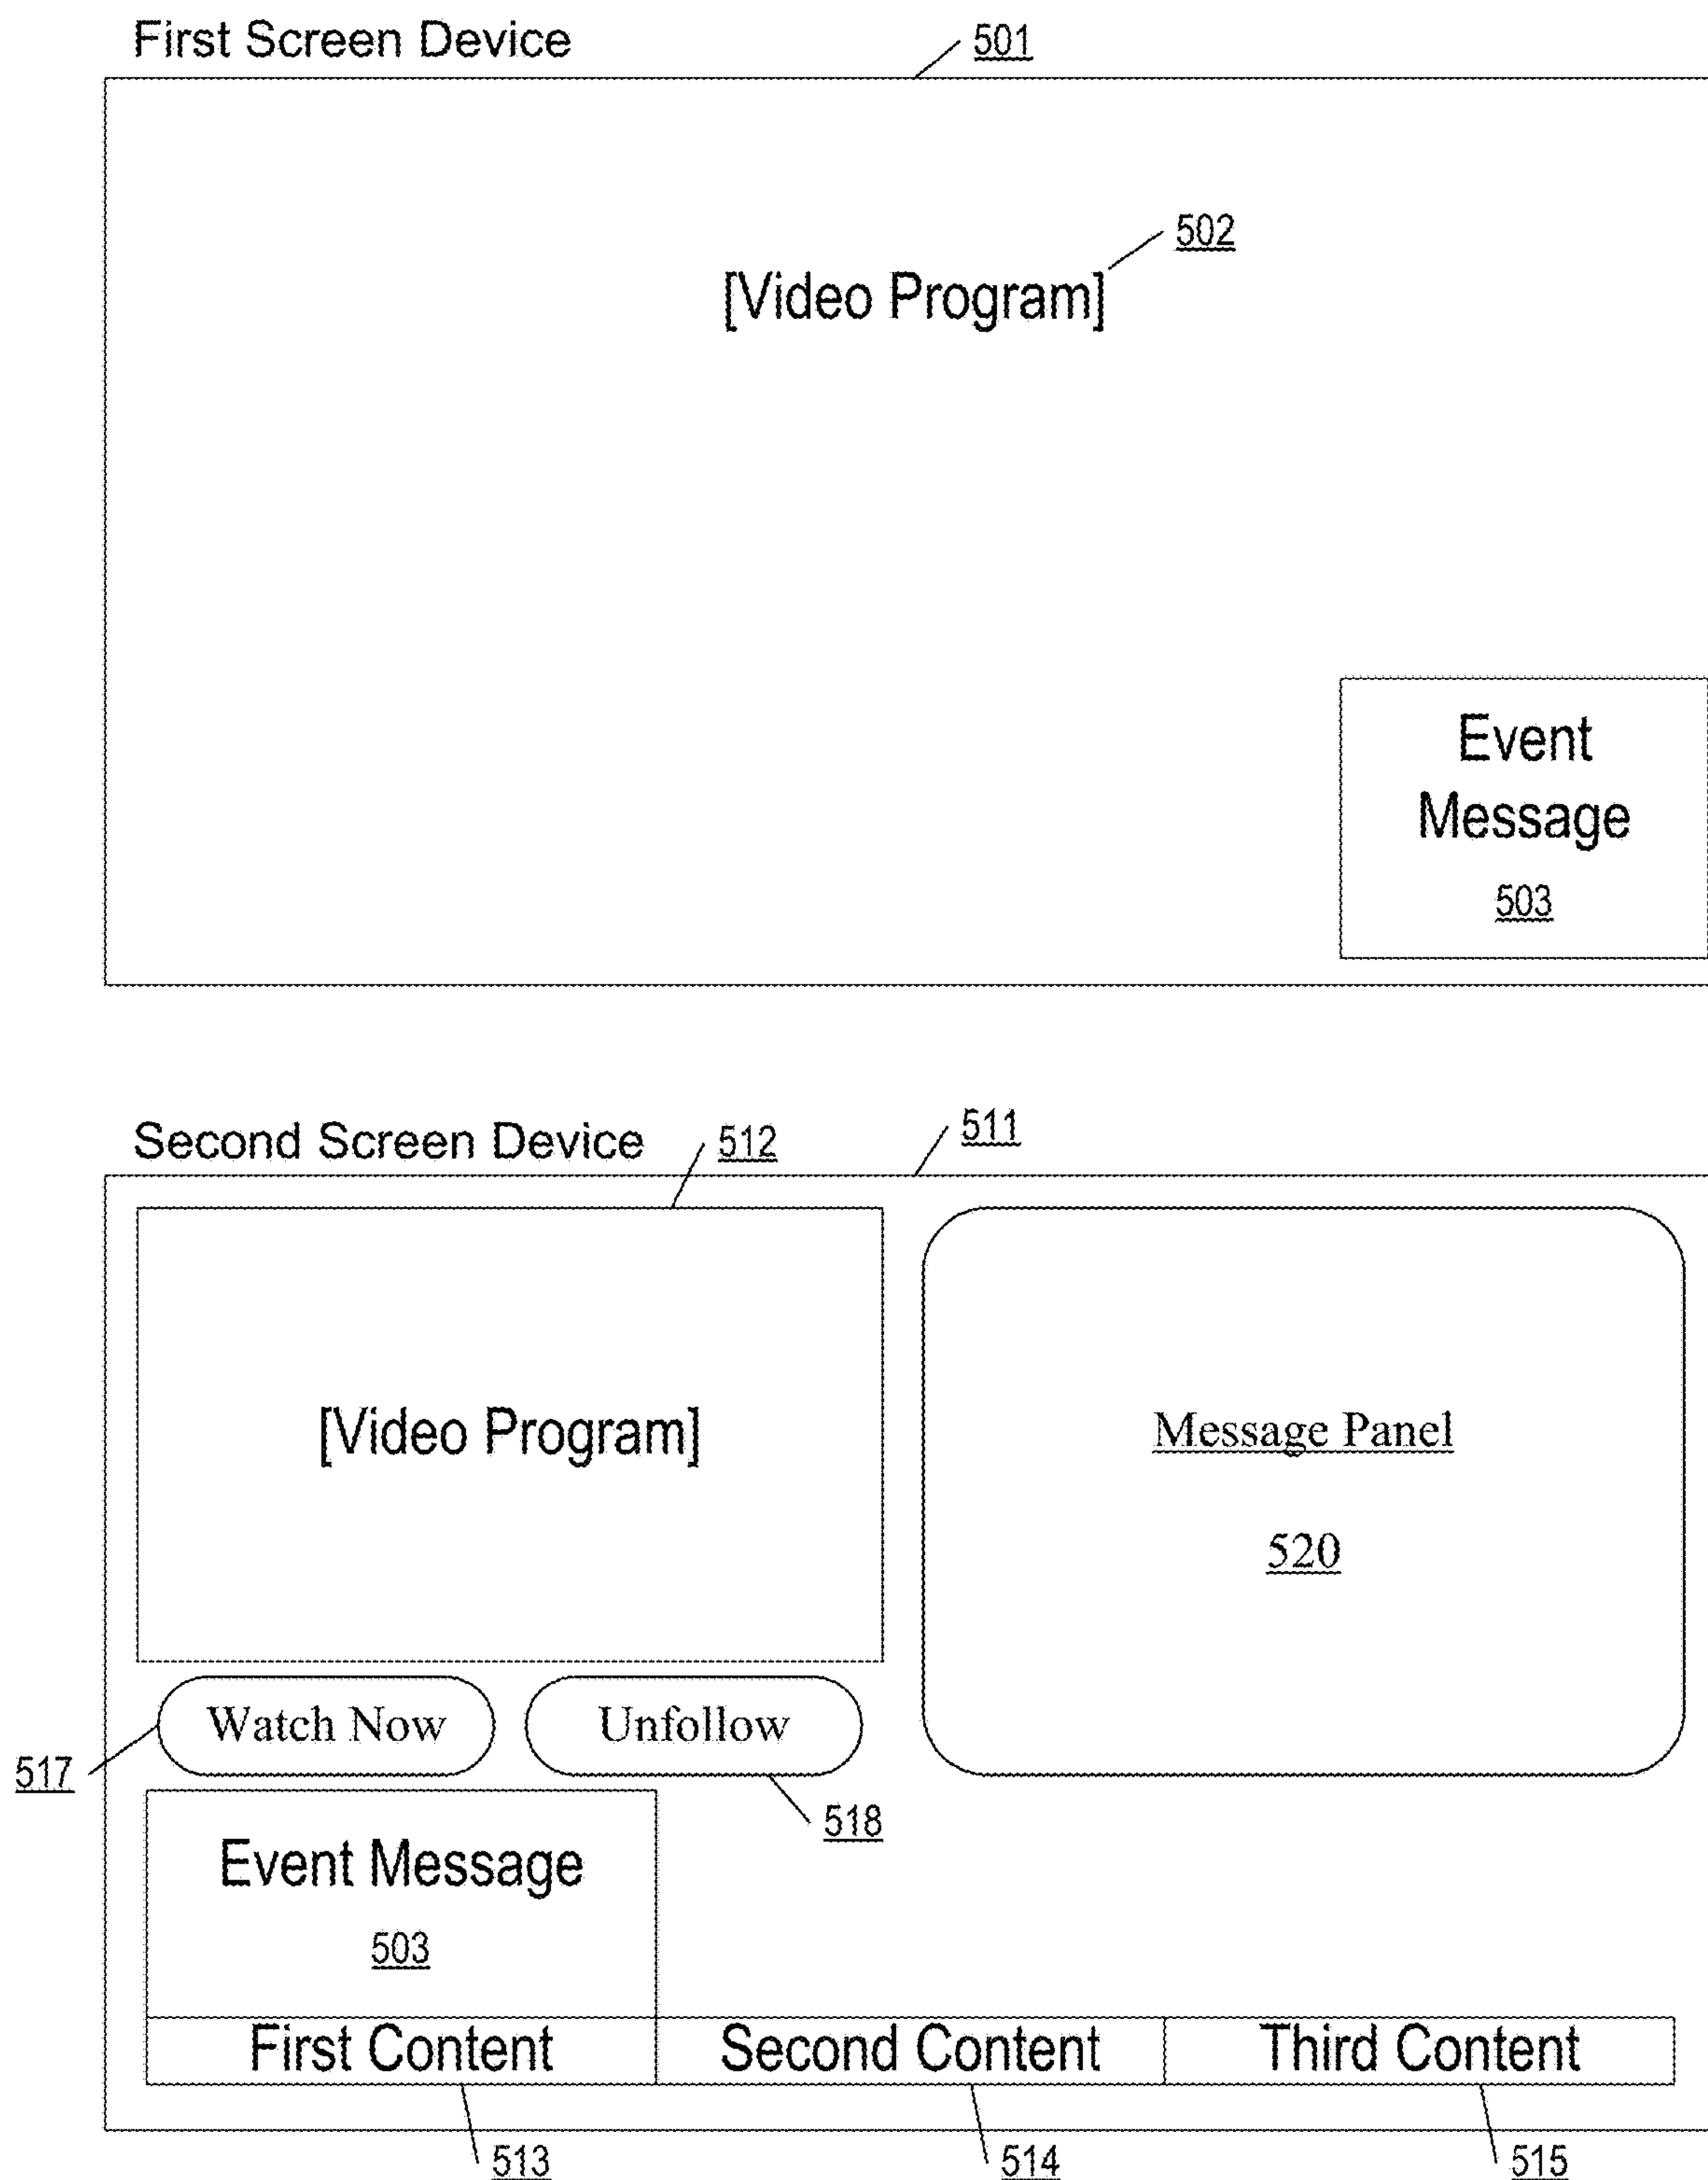 First Screen Device
501
502
[Video Program]
Event
Message
503
Second Screen Device
512
511
[Video Program]
Message Panel
520
Watch Now
Unfollow
517
518
Event Message
503
First Content
Second Content
Third Content
513
514
515